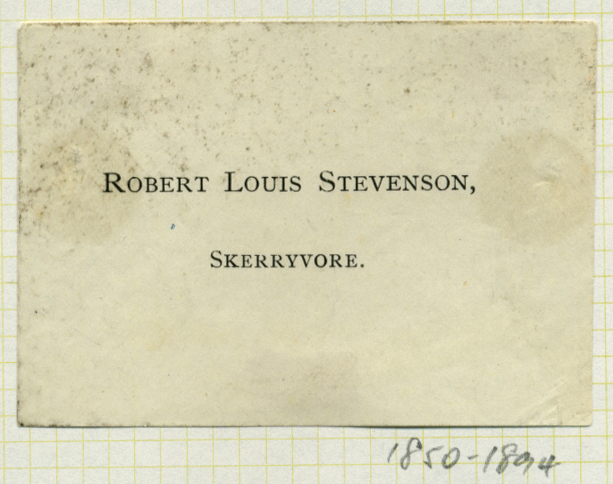 Robert Louis Stevenson,
Skerryvore.
1850-1894